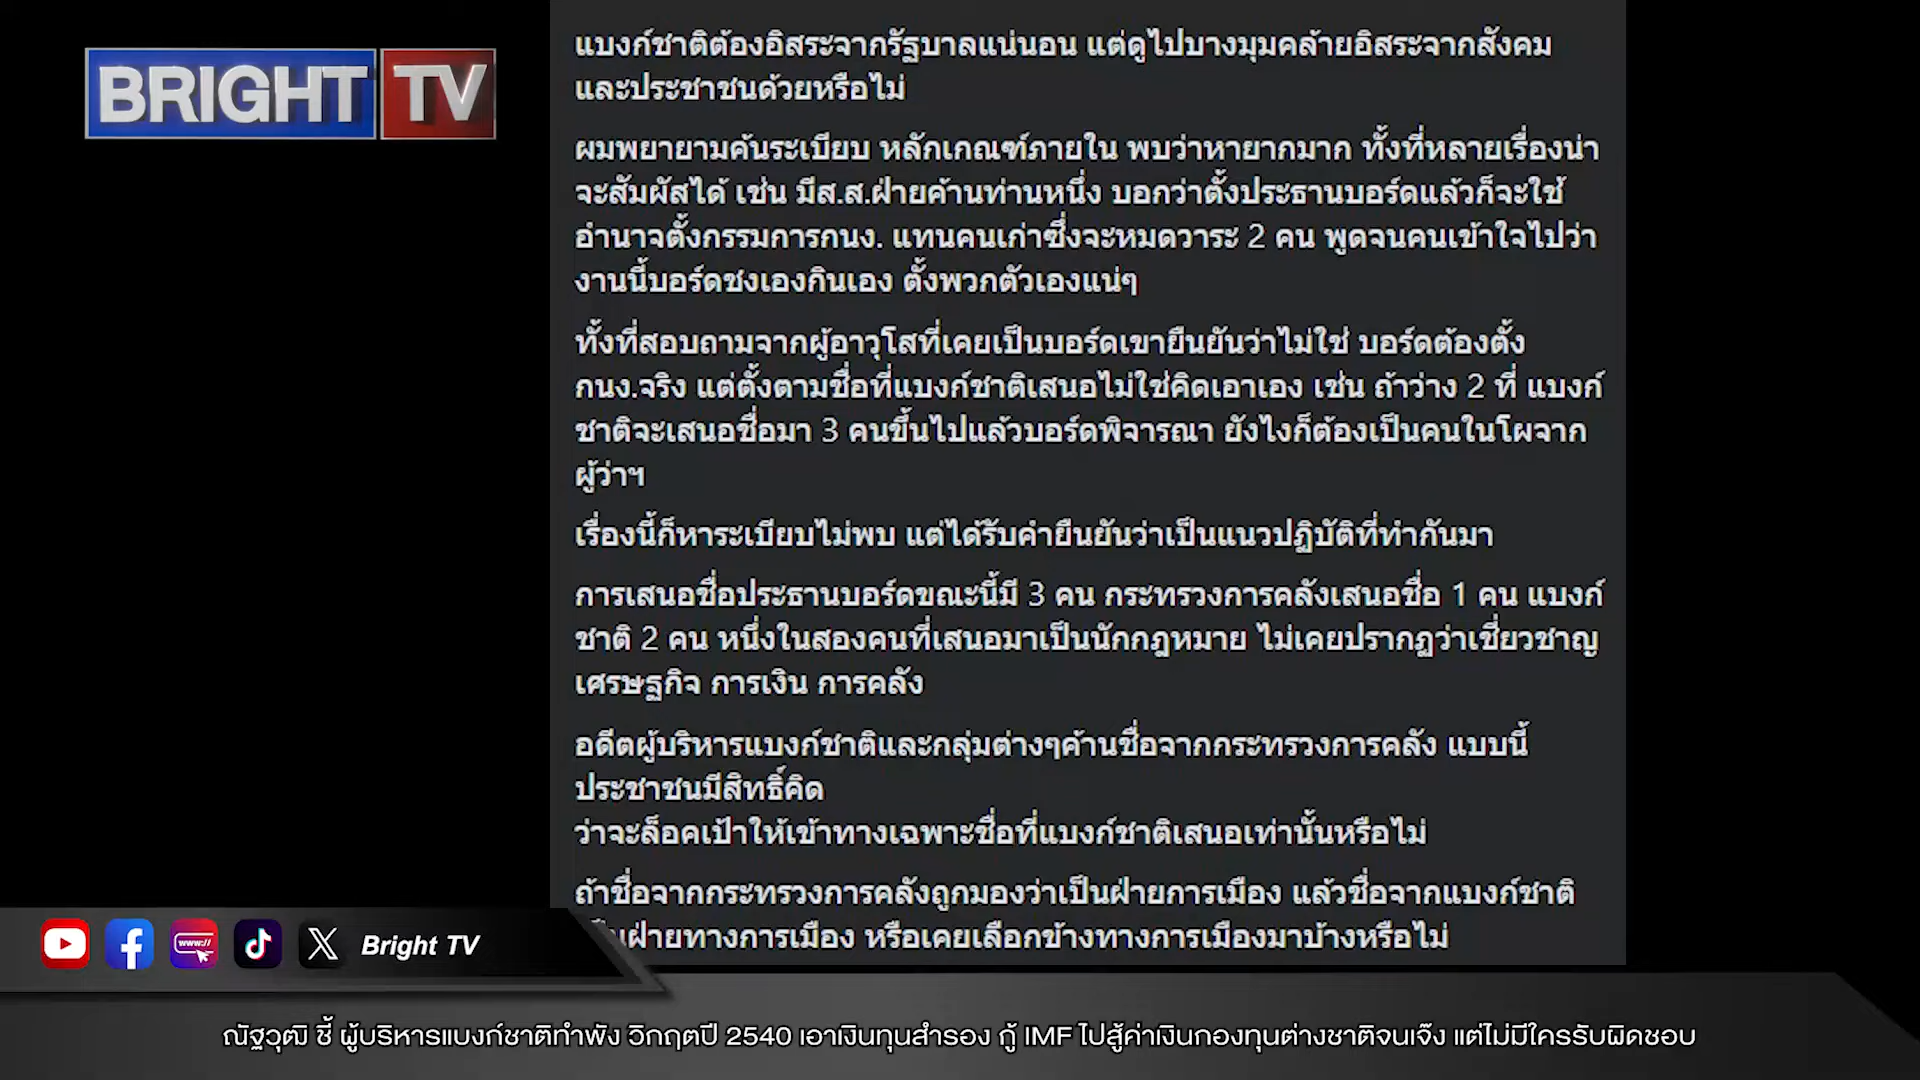 BRIGHT TV
แบงก์ชาติต้องอิสระจากรัฐบาลแน่นอน แต่ดูไปบางมุมคล้ายอิสระจากสังคม
และประชาชนด้วยหรือไม่
ผมพยายามค้นระเบียบ หลักเกณฑ์ภายใน พบว่าหายากมาก ทั้งที่หลายเรื่องน่า
จะสัมผัสได้ เช่น มีส.ส.ฝ่ายค้านท่านหนึ่ง บอกว่าตั้งประธานบอร์ดแล้วก็จะใช้
อำนาจตั้งกรรมการกนง. แทนคนเก่าซึ่งจะหมดวาระ 2 คน พูดจนคนเข้าใจไปว่า
งานนี้บอร์ดชงเองกินเอง ตั้งพวกตัวเองแน่ๆ
ทั้งที่สอบถามจากผู้อาวุโสที่เคยเป็นบอร์ดเขายืนยันว่าไม่ใช่ บอร์ดต้องตั้ง
กนง.จริง แต่ตั้งตามชื่อที่แบงก์ชาติเสนอไม่ใช่คิดเอาเอง เช่น ถ้าว่าง 2 ที่ แบงก์
ชาติจะเสนอชื่อมา 3 คนขึ้นไปแล้วบอร์ดพิจารณา ยังไงก็ต้องเป็นคนในโผจาก
ผู้ว่าฯ
เรื่องนี้ก็หาระเบียบไม่พบ แต่ได้รับคำยืนยันว่าเป็นแนวปฏิบัติที่ทำกันมา
การเสนอชื่อประธานบอร์ดขณะนี้มี 3 คน กระทรวงการคลังเสนอชื่อ 1 คน แบงก์
ชาติ 2 คน หนึ่งในสองคนที่เสนอมาเป็นนักกฎหมาย ไม่เคยปรากฏว่าเชี่ยวชาญ
เศรษฐกิจ การเงิน การคลัง
อดีตผู้บริหารแบงก์ชาติและกลุ่มต่างๆค้านชื่อจากกระทรวงการคลัง แบบนี้
ประชาชนมีสิทธิ์คิด
ว่าจะล็อคเป้าให้เข้าทางเฉพาะชื่อที่แบงก์ชาติเสนอเท่านั้นหรือไม่
ถ้าชื่อจากกระทรวงการคลังถูกมองว่าเป็นฝ่ายการเมือง แล้วชื่อจากแบงก์ชาติ
ฝ่ายทางการเมือง หรือเคยเลือกข้างทางการเมืองมาบ้างหรือไม่
www://
Bright TV
ณัฐวุฒิ ชี้ ผู้บริหารแบงก์ชาติทำพัง วิกฤตปี 2540 เอาเงินทุนสำรอง กู้ IMF ไปสู้ค่าเงินกองทุนต่างชาติจนเจ๊ง แต่ไม่มีใครรับผิดชอบ